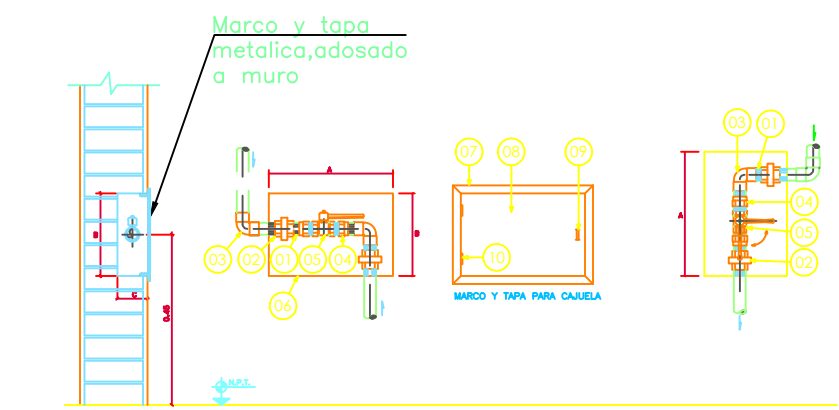 Marco y tapa
metalica,adosado
a muro
A
B
03
02
01
05
04
06
07
08
09
10
MARCO Y TAPA PARA CAJUELA
03
01
A
04
05
02
B
C
0.45
N.P.T.